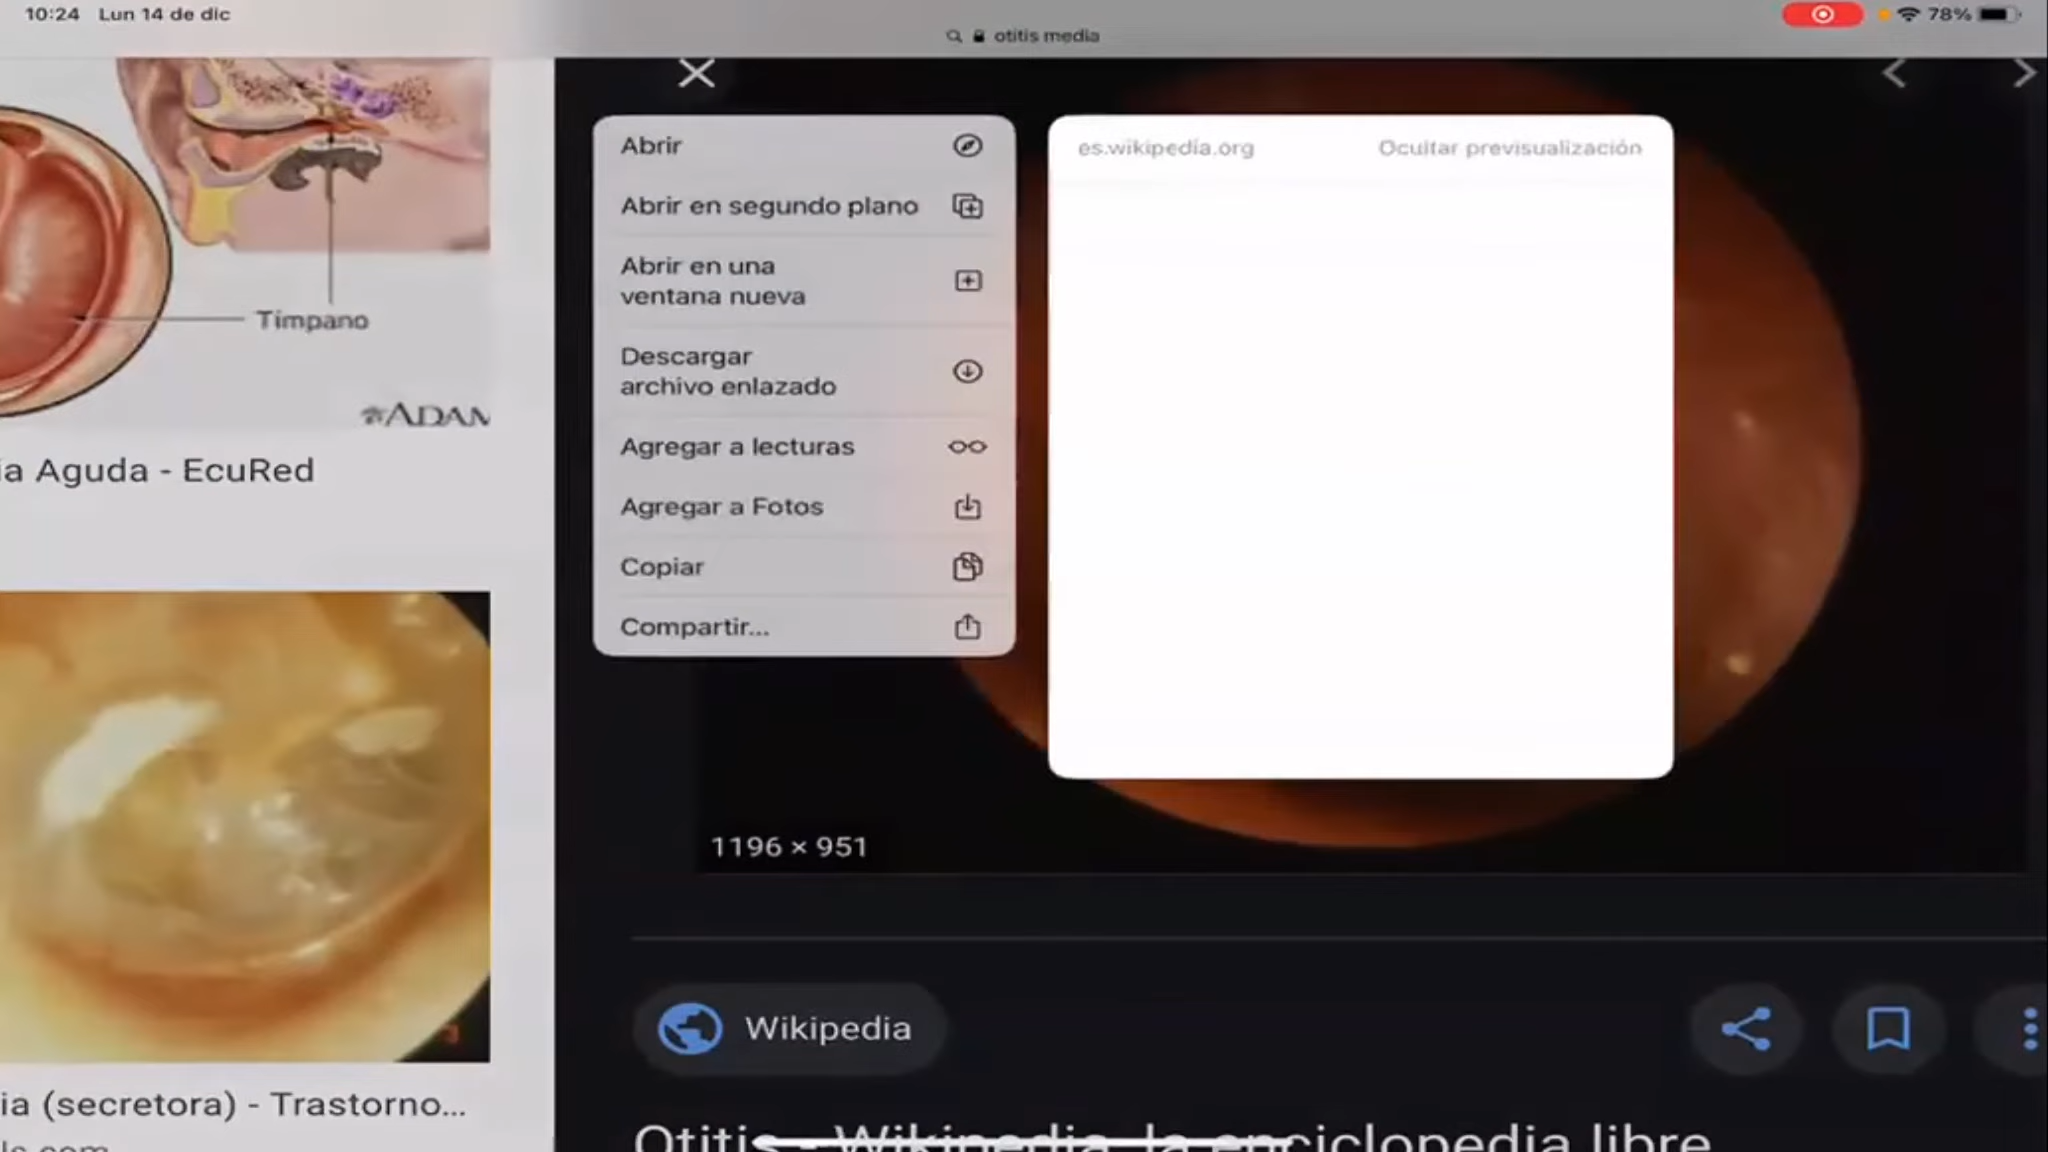 10:24 Lun 14 de dic
78%
otitis media
Abrir
Abrir en segundo plano
Abrir en una
ventana nueva
Descargar
archivo enlazado
Agregar a lecturas
Agregar a Fotos
Copiar
Compartir...
es.wikipedia.org Ocultar previsualización
Tímpano
ADAM
ia Aguda - EcuRed
ia (secretora) - Trastorno...
1196 × 951
Wikipedia
Otitis - Wikipedia, la enciclopedia libre